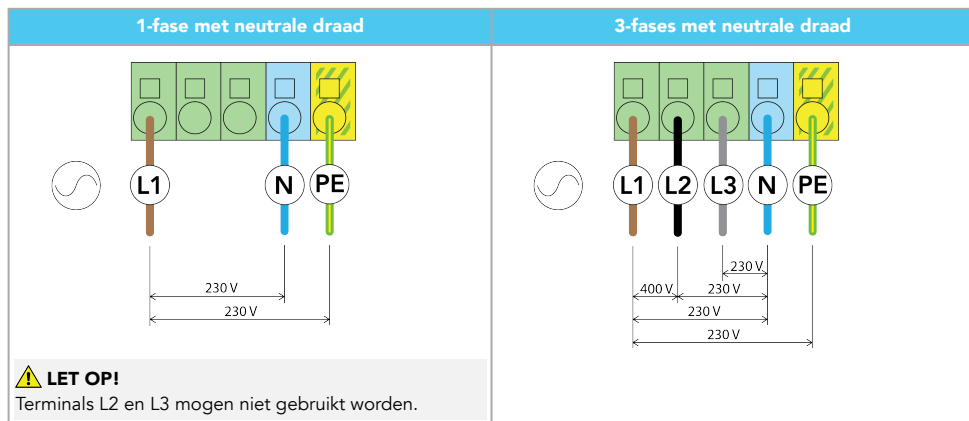 1-fase met neutrale draad
L1
N
PE
230 V
230 V
LET OP!
Terminals L2 en L3 mogen niet gebruikt worden.
3-fases met neutrale draad
L1
L2
L3
N
PE
230 V
400 V
230 V
230 V
230 V